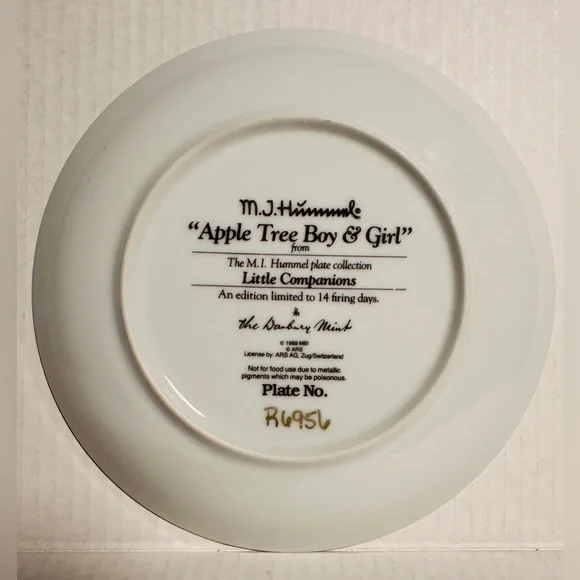 M.J.Hummel®
“Apple Tree Boy & Girl”
from
The M.I. Hummel plate collection
Little Companions
An edition limited to 14 firing days.
The Danbury Mint
© 1989 MBI
© ARS
License by. ARS AG, Zug/Switzerland
Not for food use due to metallic
pigments which may be poisonous.
Plate No.
R6956